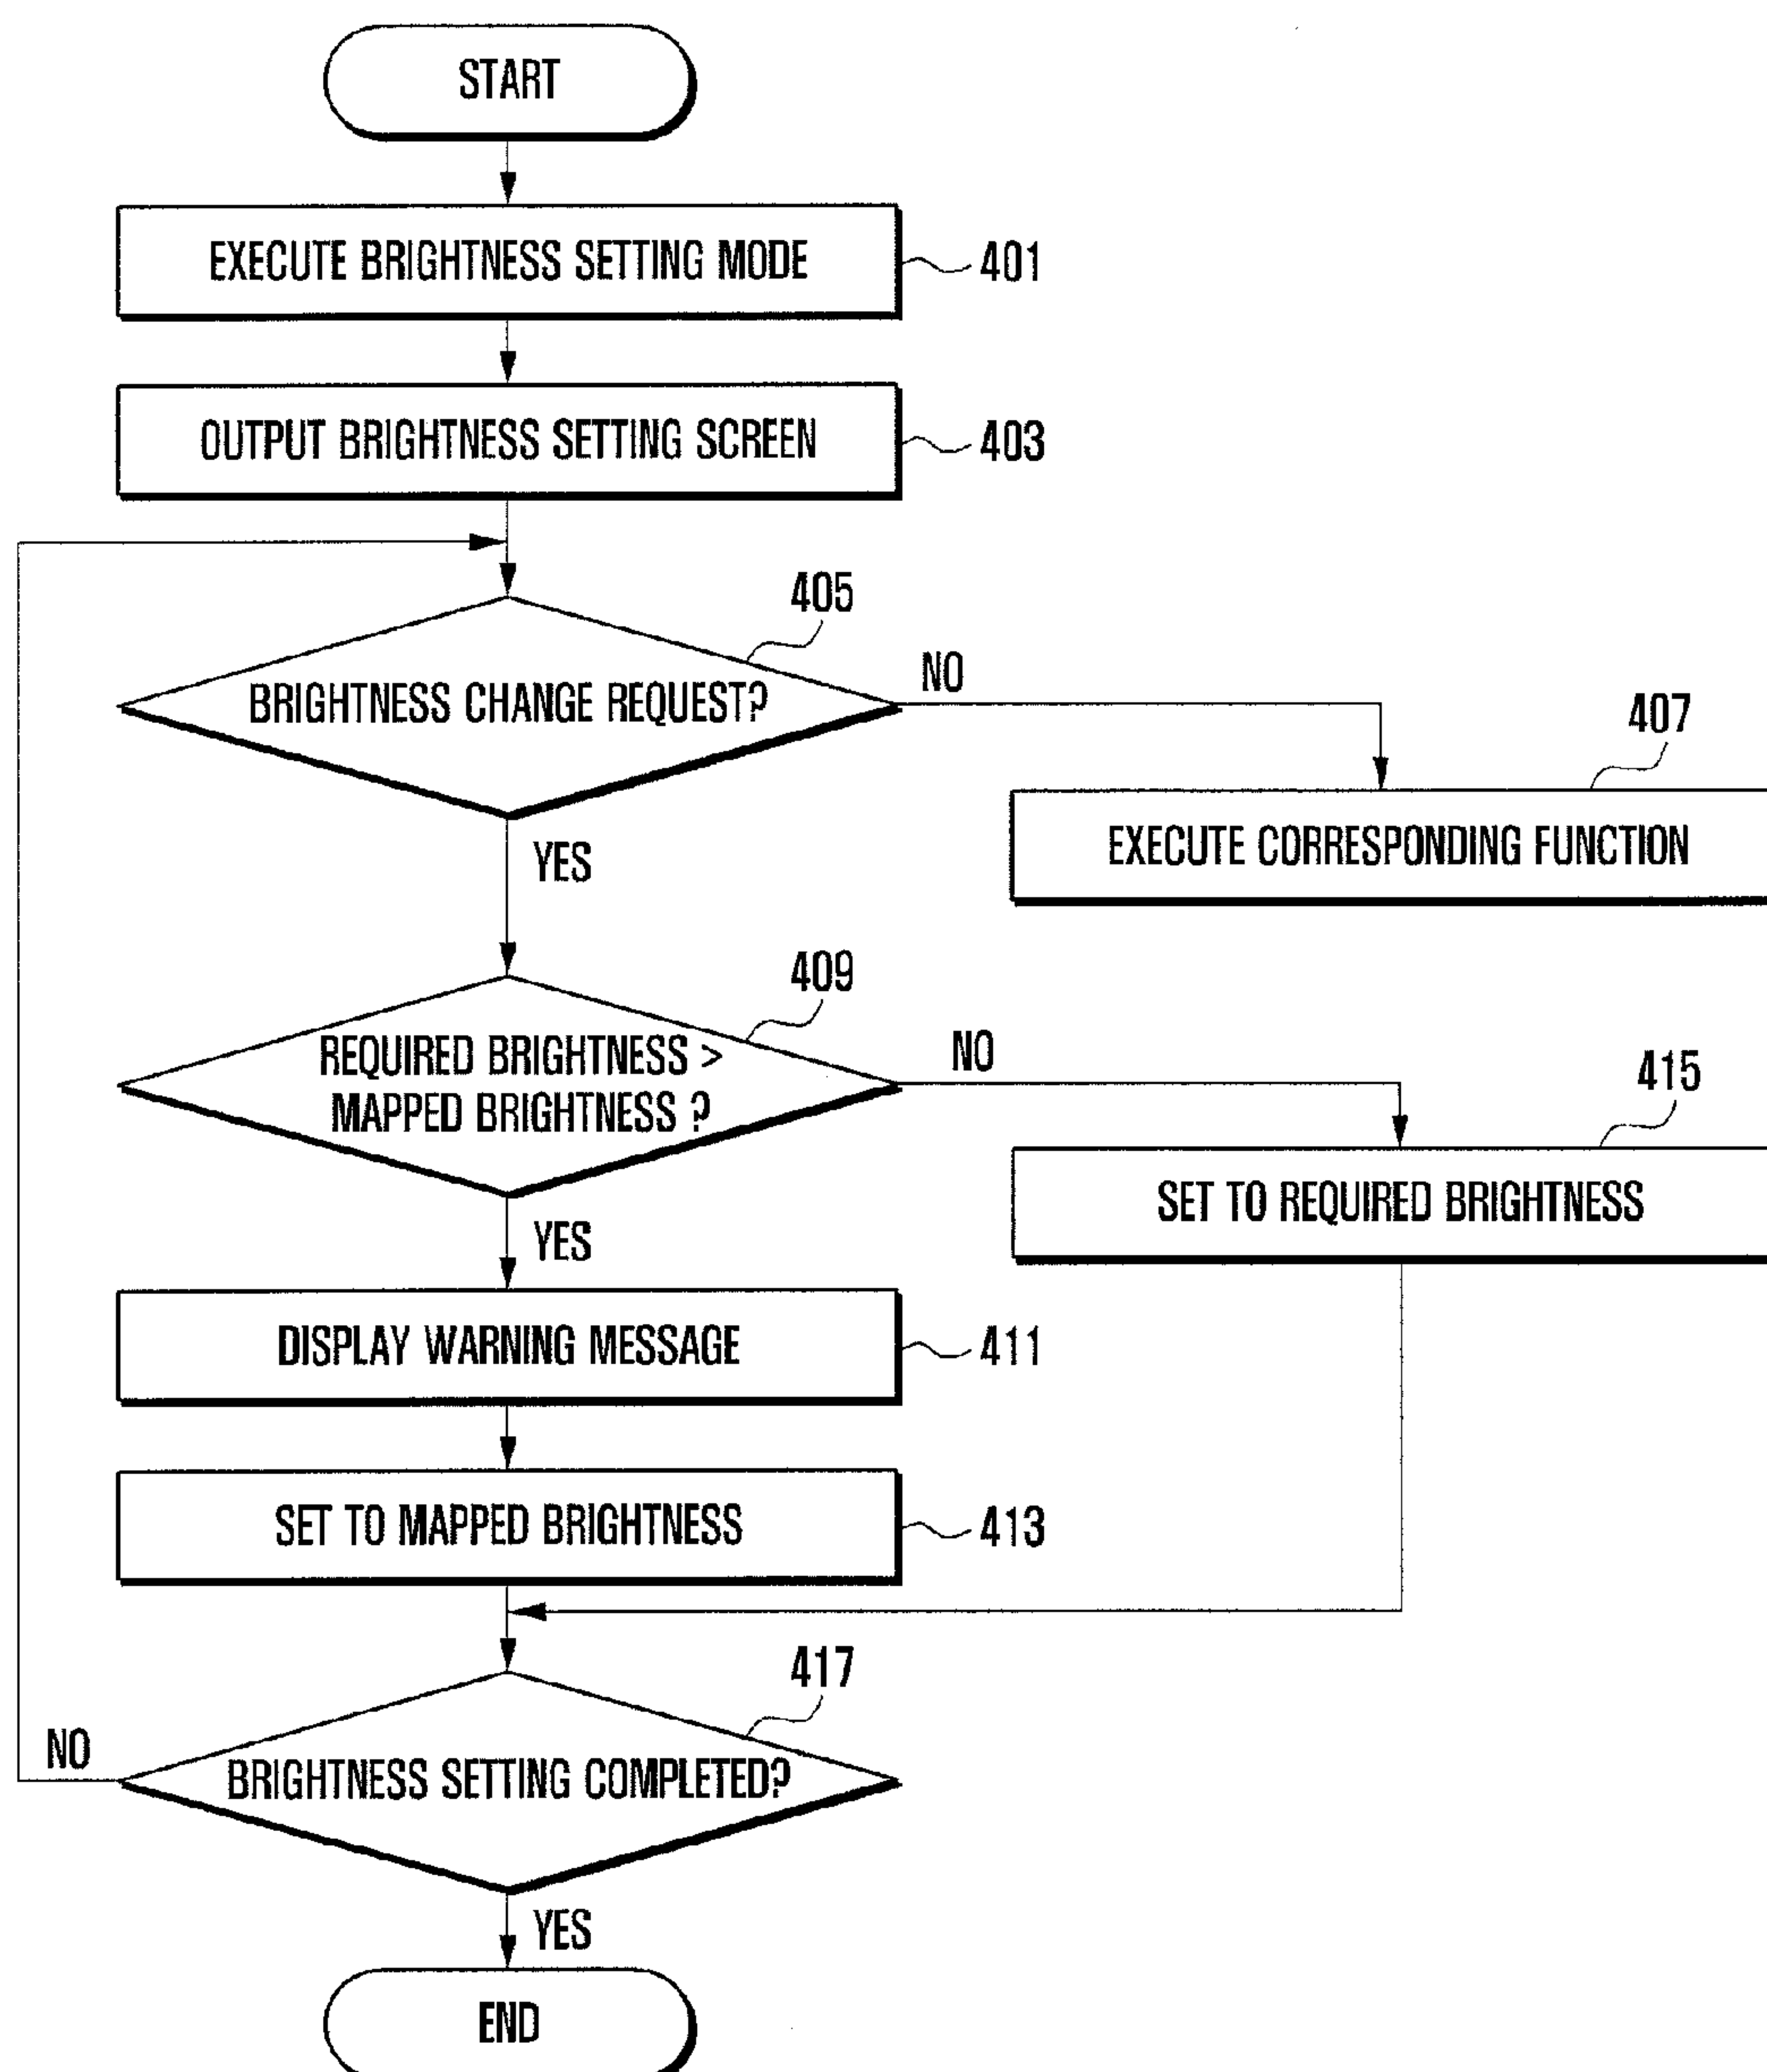 START
EXECUTE BRIGHTNESS SETTING MODE
401
OUTPUT BRIGHTNESS SETTING SCREEN
403
405
BRIGHTNESS CHANGE REQUEST?
NO
407
EXECUTE CORRESPONDING FUNCTION
YES
409
REQUIRED BRIGHTNESS >
MAPPED BRIGHTNESS ?
NO
415
SET TO REQUIRED BRIGHTNESS
YES
DISPLAY WARNING MESSAGE
411
SET TO MAPPED BRIGHTNESS
413
417
NO
BRIGHTNESS SETTING COMPLETED?
YES
END